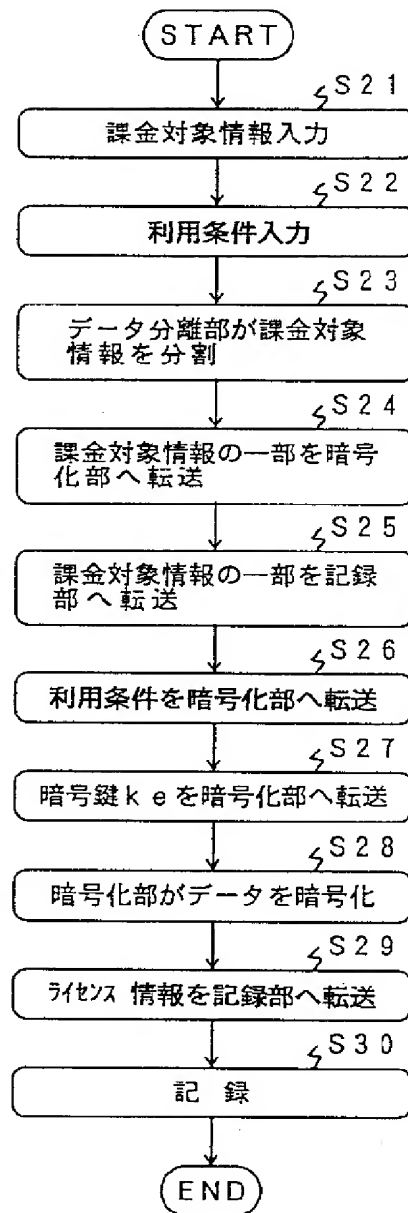 START
S21
課金対象情報入力
S22
利用条件入力
S23
データ分離部が課金対象
情報を分割
S24
課金対象情報の一部を暗号
化部へ転送
S25
課金対象情報の一部を記録
部へ転送
S26
利用条件を暗号化部へ転送
S27
暗号鍵keを暗号化部へ転送
S28
暗号化部がデータを暗号化
S29
ライセンス 情報を記録部へ転送
S30
記 録
END